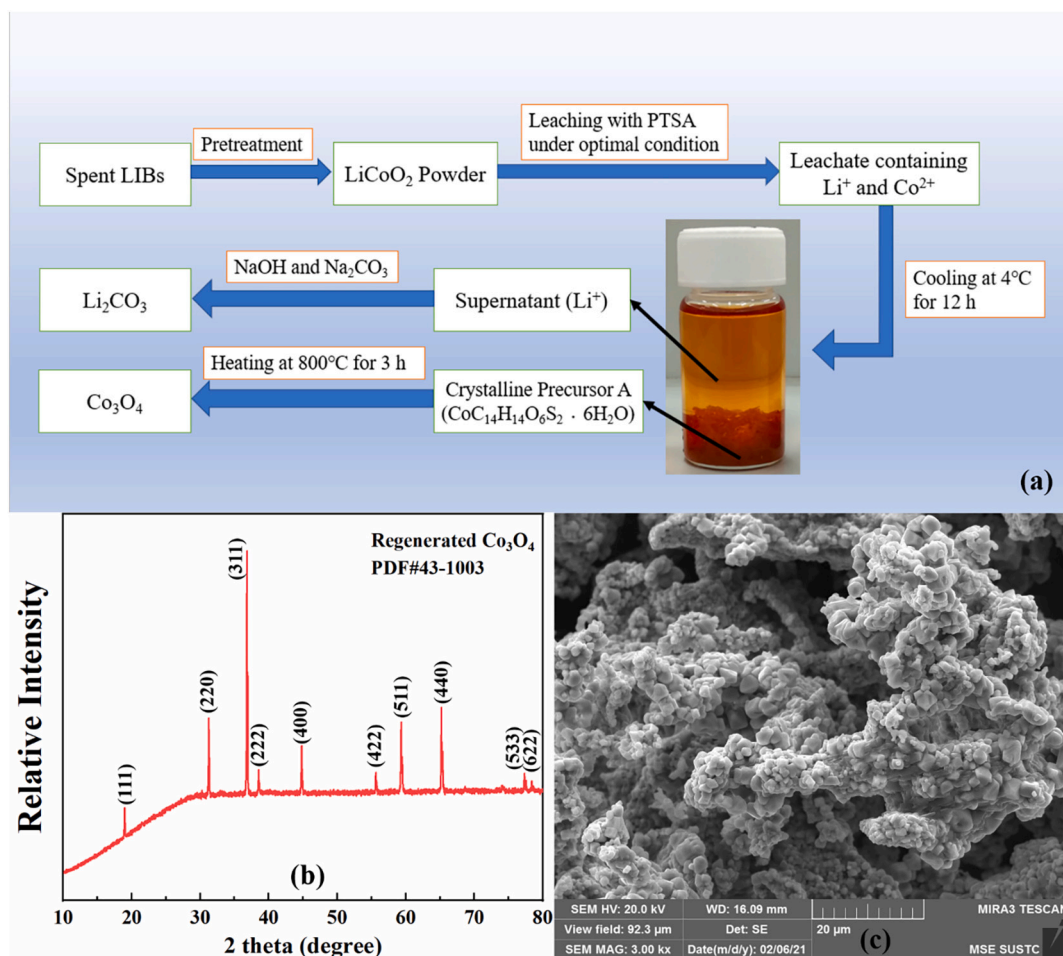 Spent LIBs
Pretreatment
LiCoO₂ Powder
Leaching with PTSA
under optimal condition
Leachate containing
Li⁺ and Co²⁺
Cooling at 4℃
for 12 h
Supernatant (Li⁺)
NaOH and Na₂CO₃
Li₂CO₃
Crystalline Precursor A
(CoC₁₄H₁₄O₆S₂ · 6H₂O)
Heating at 800℃ for 3 h
Co₃O₄
(a)
Relative Intensity
Regenerated Co₃O₄
PDF#43-1003
(111)
(220)
(311)
(222)
(400)
(422)
(511)
(440)
(533)
(622)
(b)
10 20 30 40 50 60 70 80
2 theta (degree)
SEM HV: 20.0 kV WD: 16.09 mm MIRA3 TESCAN
View field: 92.3 µm Det: SE 20 µm
SEM MAG: 3.00 kx Date(m/d/y): 02/06/21 MSE SUSTC
(c)